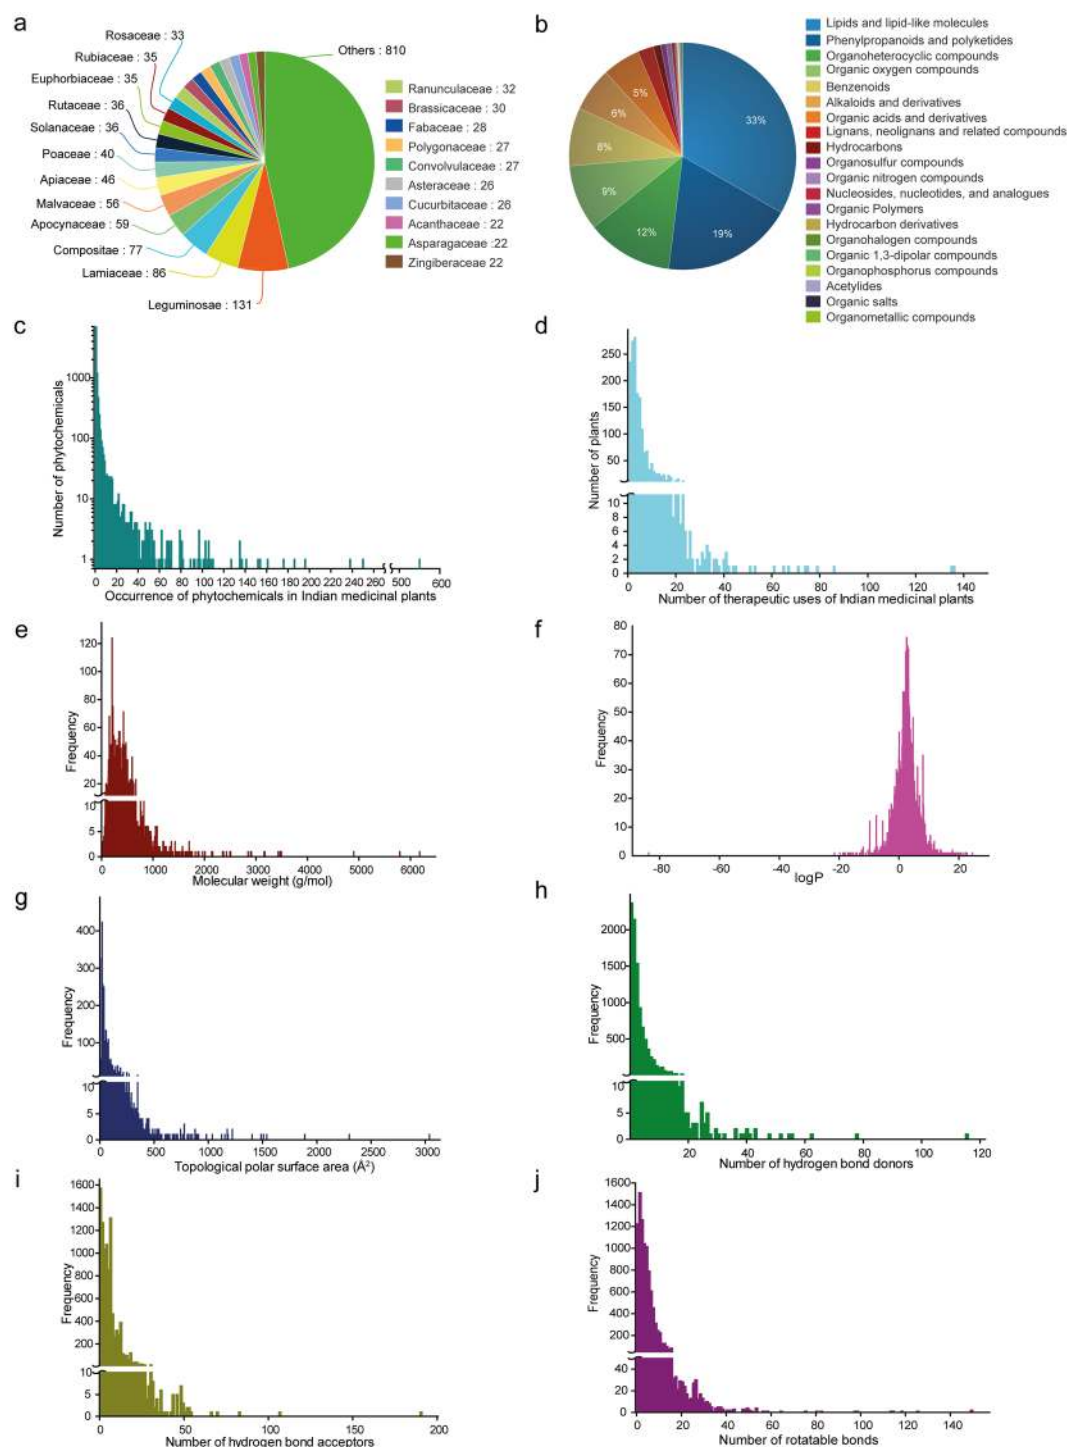 a
Rosaceae : 33
Rubiaceae : 35
Euphorbiaceae : 35
Rutaceae : 36
Solanaceae : 36
Poaceae : 40
Apiaceae : 46
Malvaceae : 56
Apocynaceae : 59
Compositae : 77
Lamiaceae : 86
Leguminosae : 131
Others : 810
Ranunculaceae : 32
Brassicaceae : 30
Fabaceae : 28
Polygonaceae : 27
Convolvulaceae : 27
Asteraceae : 26
Cucurbitaceae : 26
Acanthaceae : 22
Asparagaceae :22
Zingiberaceae 22
b
33%
19%
12%
9%
8%
6%
5%
Lipids and lipid-like molecules
Phenylpropanoids and polyketides
Organoheterocyclic compounds
Organic oxygen compounds
Benzenoids
Alkaloids and derivatives
Organic acids and derivatives
Lignans, neolignans and related compounds
Hydrocarbons
Organosulfur compounds
Organic nitrogen compounds
Nucleosides, nucleotides, and analogues
Organic Polymers
Hydrocarbon derivatives
Organohalogen compounds
Organic 1,3-dipolar compounds
Organophosphorus compounds
Acetylides
Organic salts
Organometallic compounds
c
Number of phytochemicals
1000
100
10
1
0 20 40 60 80 100 120 140 160 180 200 220 240 260 500 600
Occurrence of phytochemicals in Indian medicinal plants
d
Number of plants
250
200
150
100
50
10
8
6
4
2
0
0 20 40 60 80 100 120 140
Number of therapeutic uses of Indian medicinal plants
e
Frequency
120
100
80
60
40
20
10
5
0
0 1000 2000 3000 4000 5000 6000
Molecular weight (g/mol)
f
Frequency
80
70
60
50
40
30
20
10
0
-80 -60 -40 -20 0 20
logP
g
Frequency
400
300
200
100
10
5
0
0 500 1000 1500 2000 2500 3000
Topological polar surface area (Å²)
h
Frequency
2000
1500
1000
500
10
5
0
20 40 60 80 100 120
Number of hydrogen bond donors
i
Frequency
1600
1400
1200
1000
800
600
400
200
10
5
0
0 50 100 150 200
Number of hydrogen bond acceptors
j
Frequency
1600
1400
1200
1000
800
600
400
200
40
20
0
0 20 40 60 80 100 120 140
Number of rotatable bonds